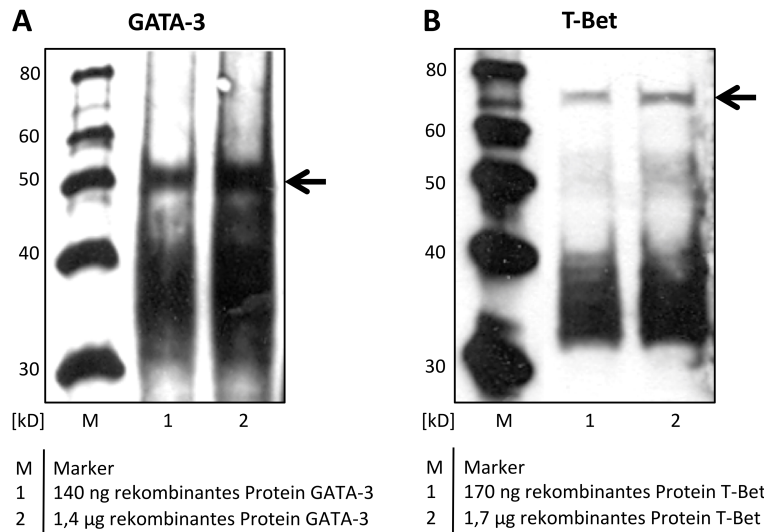 A
GATA-3
80
60
50
40
30
[kD] M 1 2
M Marker
1 140 ng rekombinantes Protein GATA-3
2 1,4 µg rekombinantes Protein GATA-3
B
T-Bet
80
60
50
40
30
[kD] M 1 2
M Marker
1 170 ng rekombinantes Protein T-Bet
2 1,7 µg rekombinantes Protein T-Bet